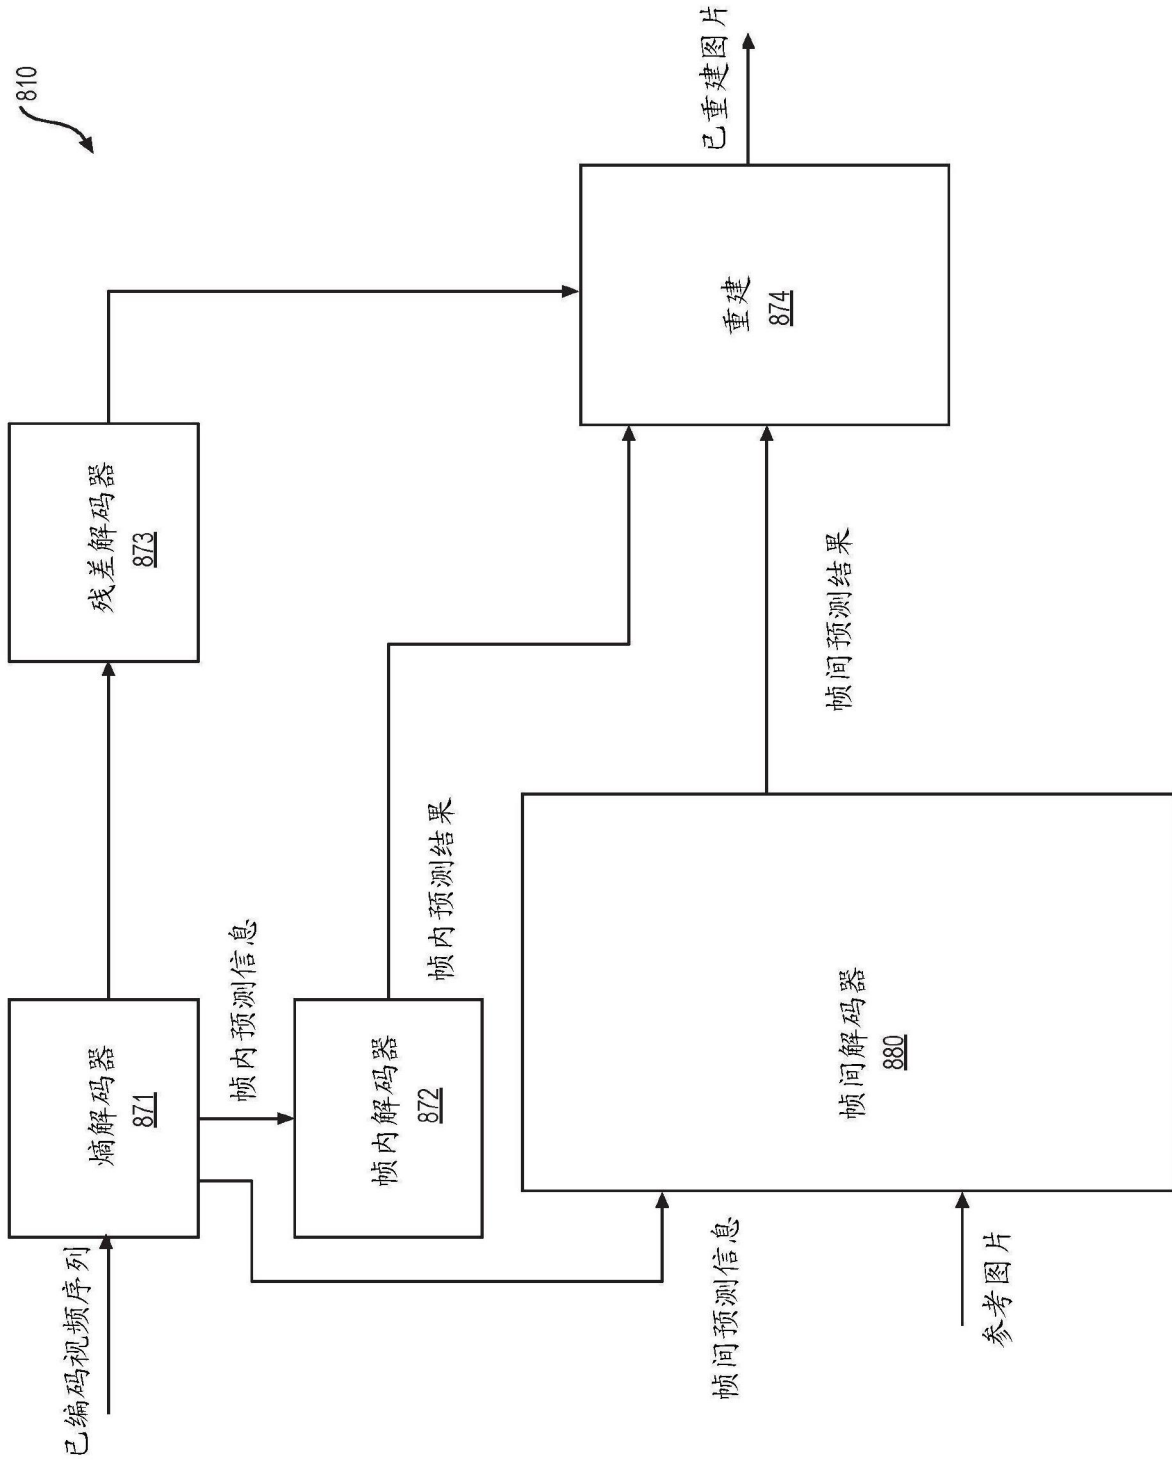 810
已编码视频序列
熵解码器
871
残差解码器
873
帧内预测信息
帧内解码器
872
帧内预测结果
重建
874
已重建图片
帧间预测信息
参考图片
帧间解码器
880
帧间预测结果